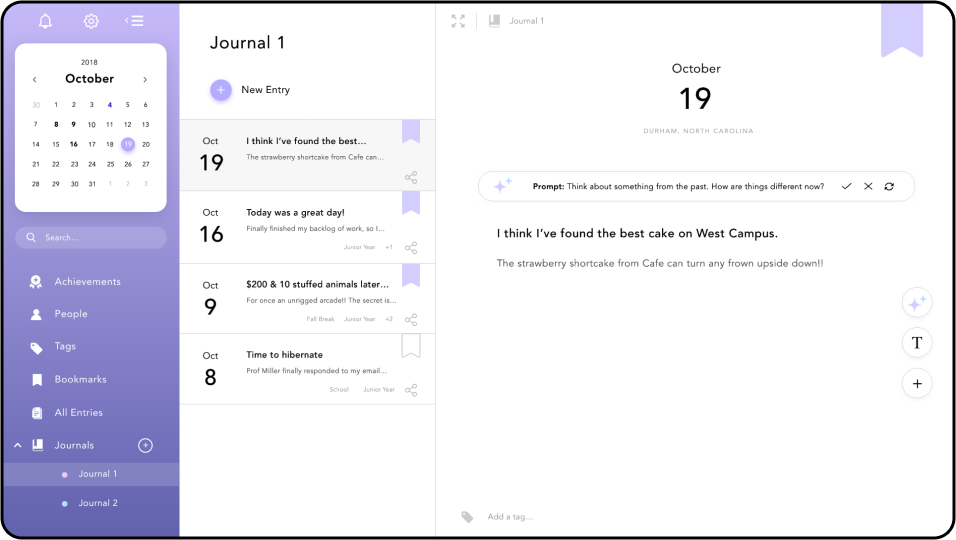 2018
October
30 1 2 3 4 5 6
7 8 9 10 11 12 13
14 15 16 17 18 19 20
21 22 23 24 25 26 27
28 29 30 31 1 2 3
Search...
Achievements
People
Tags
Bookmarks
All Entries
Journals
Journal 1
Journal 2
Journal 1
New Entry
Oct
19
I think I've found the best...
The strawberry shortcake from Cafe can...
Oct
16
Today was a great day!
Finally finished my backlog of work, so I...
Junior Year +1
Oct
9
$200 & 10 stuffed animals later...
For once an unrigged arcade!! The secret is...
Fall Break Junior Year +2
Oct
8
Time to hibernate
Prof Miller finally responded to my email...
School Junior Year
Journal 1
October
19
DURHAM, NORTH CAROLINA
Prompt: Think about something from the past. How are things different now?
I think I've found the best cake on West Campus.
The strawberry shortcake from Cafe can turn any frown upside down!!
T
Add a tag...